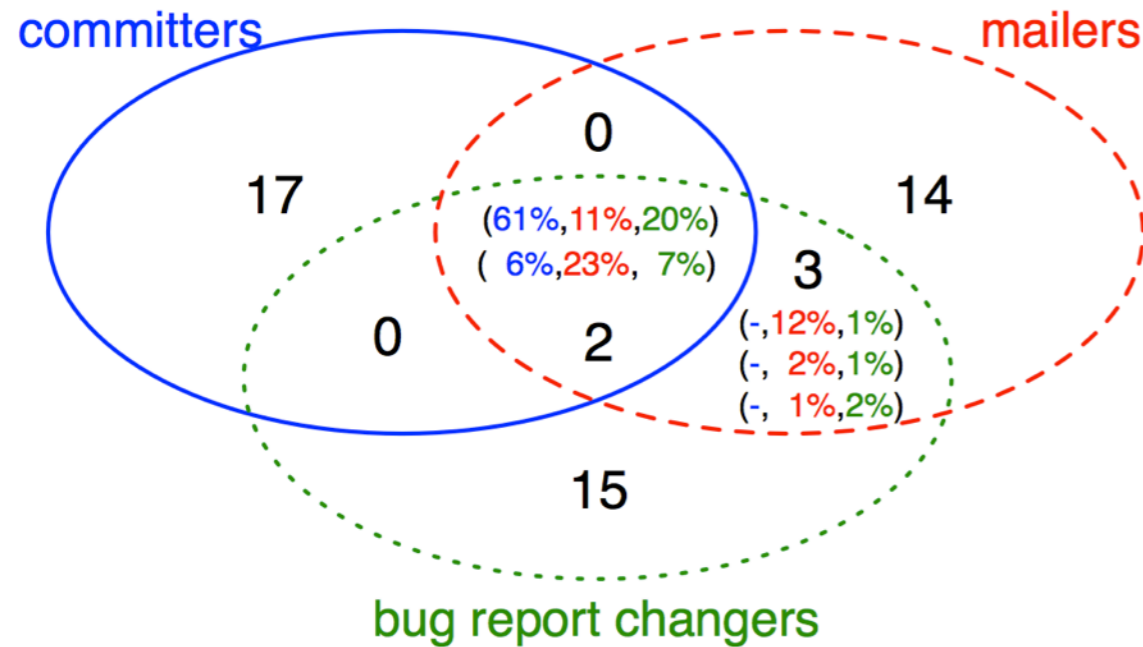 committers
mailers
0
17
14
(61%,11%,20%)
( 6%,23%, 7%)
3
(-,12%,1%)
(-, 2%,1%)
(-, 1%,2%)
0
2
15
bug report changers